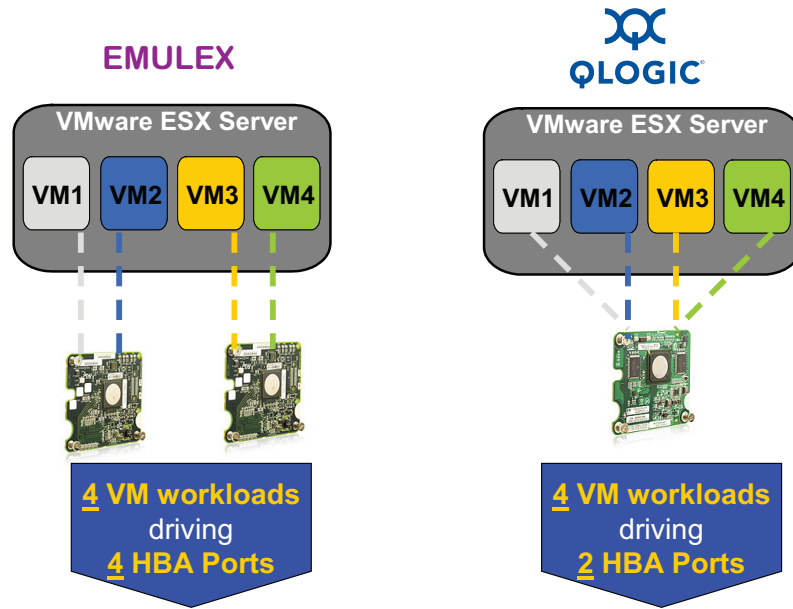 EMULEX
VMware ESX Server
VM1 VM2 VM3 VM4
4 VM workloads
driving
4 HBA Ports
QLOGIC®
VMware ESX Server
VM1 VM2 VM3 VM4
4 VM workloads
driving
2 HBA Ports